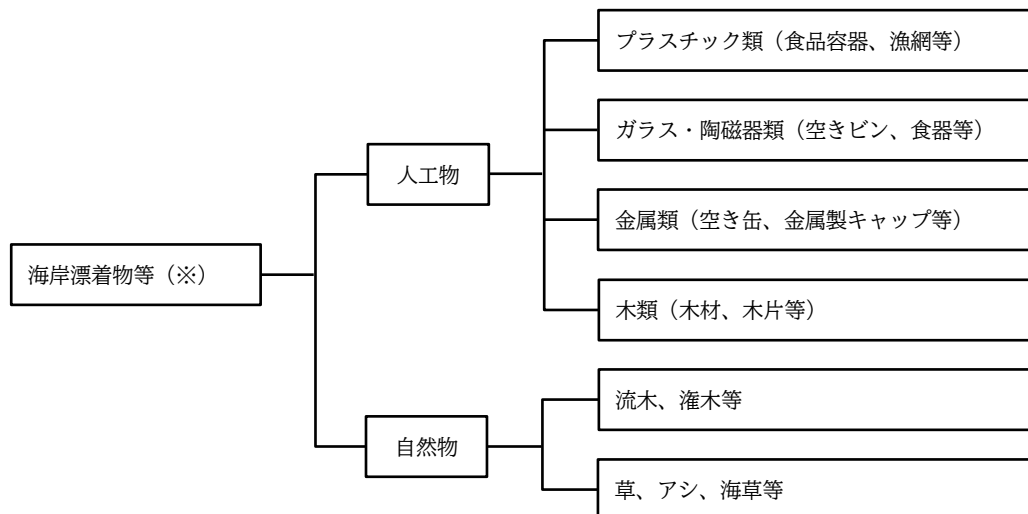 プラスチック類（食品容器、漁網等）
ガラス・陶磁器類（空きビン、食器等）
人工物
金属類（空き缶、金属製キャップ等）
海岸漂着物等（※）
木類（木材、木片等）
流木、潅木等
自然物
草、アシ、海草等